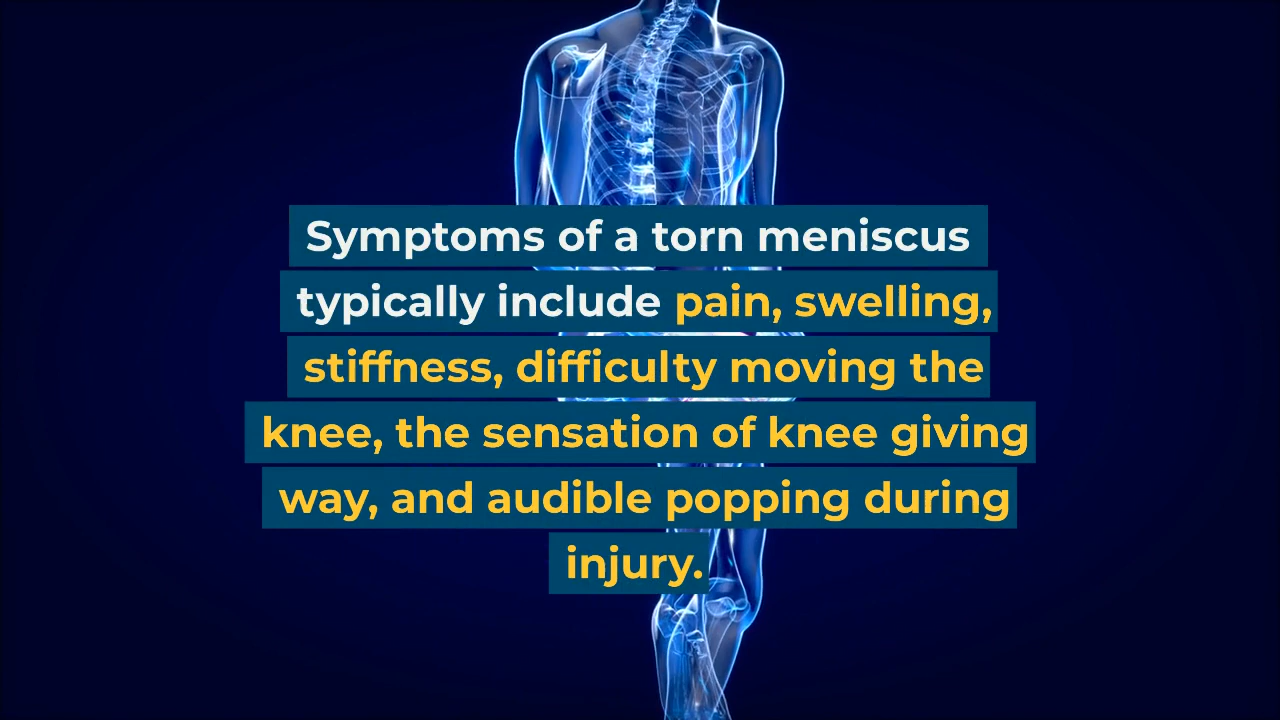 Symptoms of a torn meniscus
typically include pain, swelling,
stiffness, difficulty moving the
knee, the sensation of knee giving
way, and audible popping during
injury.